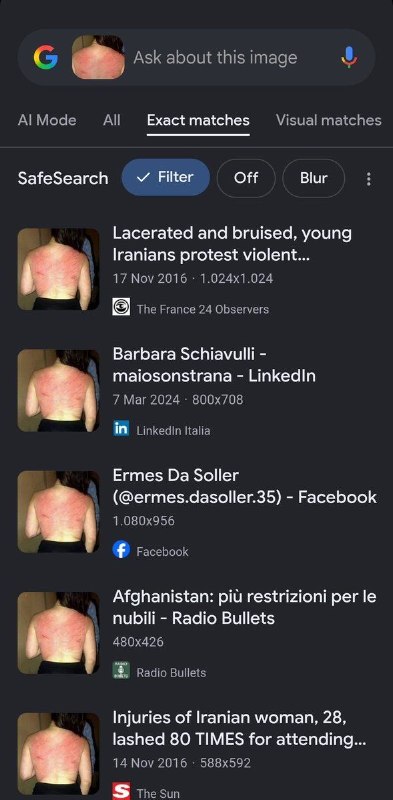 Ask about this image
AI Mode All Exact matches Visual matches
SafeSearch Filter Off Blur
Lacerated and bruised, young
Iranians protest violent...
17 Nov 2016 · 1.024x1.024
The France 24 Observers
Barbara Schiavulli -
maiosonstrana - LinkedIn
7 Mar 2024 · 800x708
in LinkedIn Italia
Ermes Da Soller
(@ermes.dasoller.35) - Facebook
1.080x956
Facebook
Afghanistan: più restrizioni per le
nubili - Radio Bullets
480x426
Radio Bullets
Injuries of Iranian woman, 28,
lashed 80 TIMES for attending...
14 Nov 2016 · 588x592
The Sun